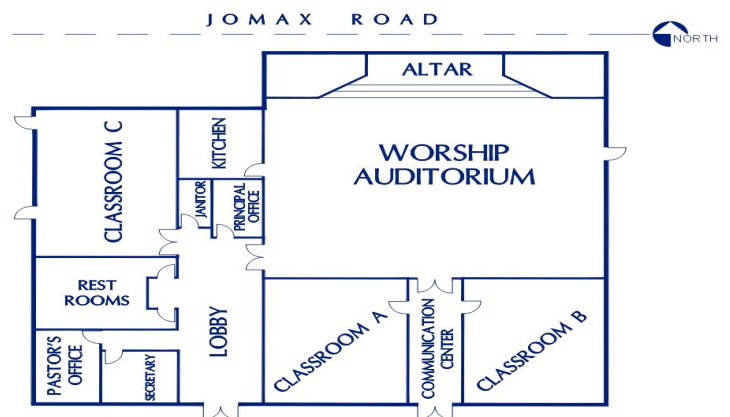 JOMAX ROAD
NORTH
ALTAR
WORSHIP
AUDITORIUM
KITCHEN
CLASSROOM C
JANITOR
PRINCIPAL
OFFICE
REST
ROOMS
LOBBY
PASTOR'S
OFFICE
SECRETARY
CLASSROOM A
COMMUNICATION
CENTER
CLASSROOM B